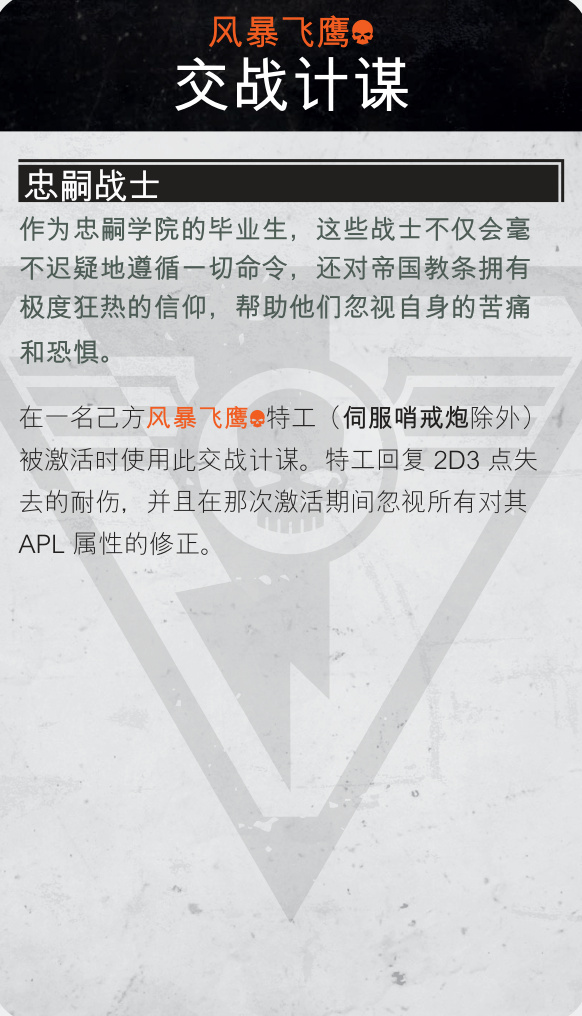 风暴飞鹰
交战计谋
忠嗣战士
作为忠嗣学院的毕业生，这些战士不仅会毫
不迟疑地遵循一切命令，还对帝国教条拥有
极度狂热的信仰，帮助他们忽视自身的苦痛
和恐惧。
在一名己方风暴飞鹰特工（伺服哨戒炮除外）
被激活时使用此交战计谋。特工回复 2D3 点失
去的耐伤，并且在那次激活期间忽视所有对其
APL 属性的修正。